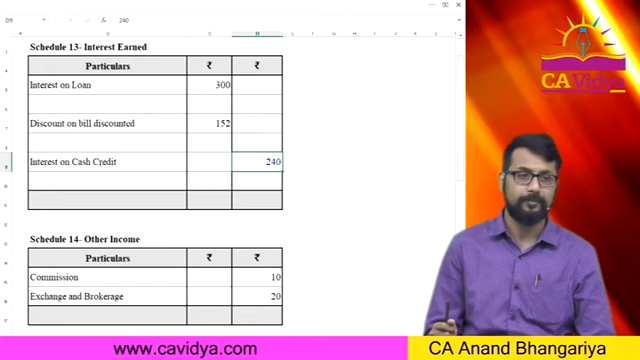 D9 fx 240
A B C D
Schedule 13- Interest Earned
Particulars ₹ ₹
Interest on Loan 300
Discount on bill discounted 152
Interest on Cash Credit 240
Schedule 14- Other Income
Particulars ₹ ₹
Commission 10
Exchange and Brokerage 20
CA Vidya
www.cavidya.com
CA Anand Bhangariya